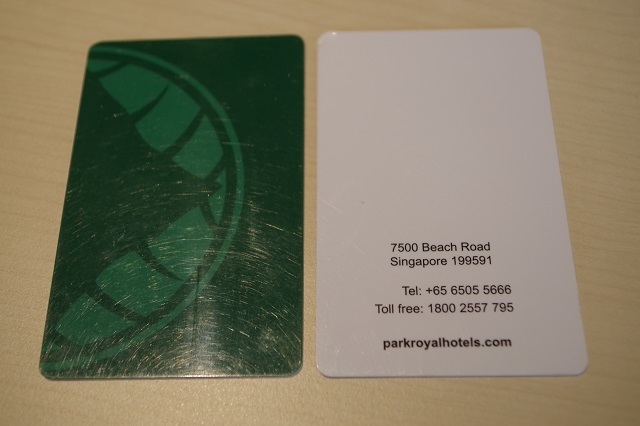 7500 Beach Road
Singapore 199591
Tel: +65 6505 5666
Toll free: 1800 2557 795
parkroyalhotels.com